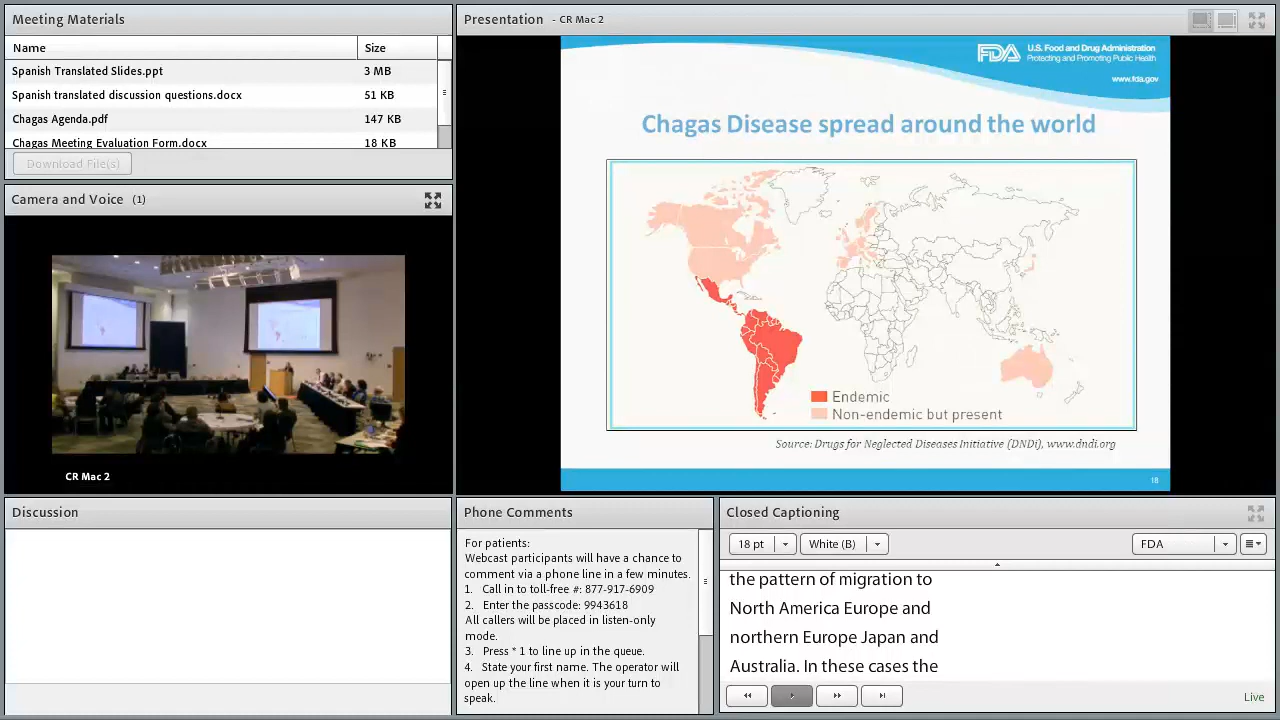 Meeting Materials
Name Size
Spanish Translated Slides.ppt 3 MB
Spanish translated discussion questions.docx 51 KB
Chagas Agenda.pdf 147 KB
Chagas Meeting Evaluation Form.docx 18 KB
Download File(s)
Camera and Voice (1)
CR Mac 2
Presentation - CR Mac 2
FDA U.S. Food and Drug Administration
Protecting and Promoting Public Health
www.fda.gov
Chagas Disease spread around the world
Endemic
Non-endemic but present
Source: Drugs for Neglected Diseases Initiative (DNDi), www.dndi.org
18
Discussion
Phone Comments
For patients:
Webcast participants will have a chance to
comment via a phone line in a few minutes.
1. Call in to toll-free #: 877-917-6909
2. Enter the passcode: 9943618
All callers will be placed in listen-only
mode.
3. Press * 1 to line up in the queue.
4. State your first name. The operator will
open up the line when it is your turn to
speak.
Closed Captioning
18 pt White (B) FDA
the pattern of migration to
North America Europe and
northern Europe Japan and
Australia. In these cases the
Live